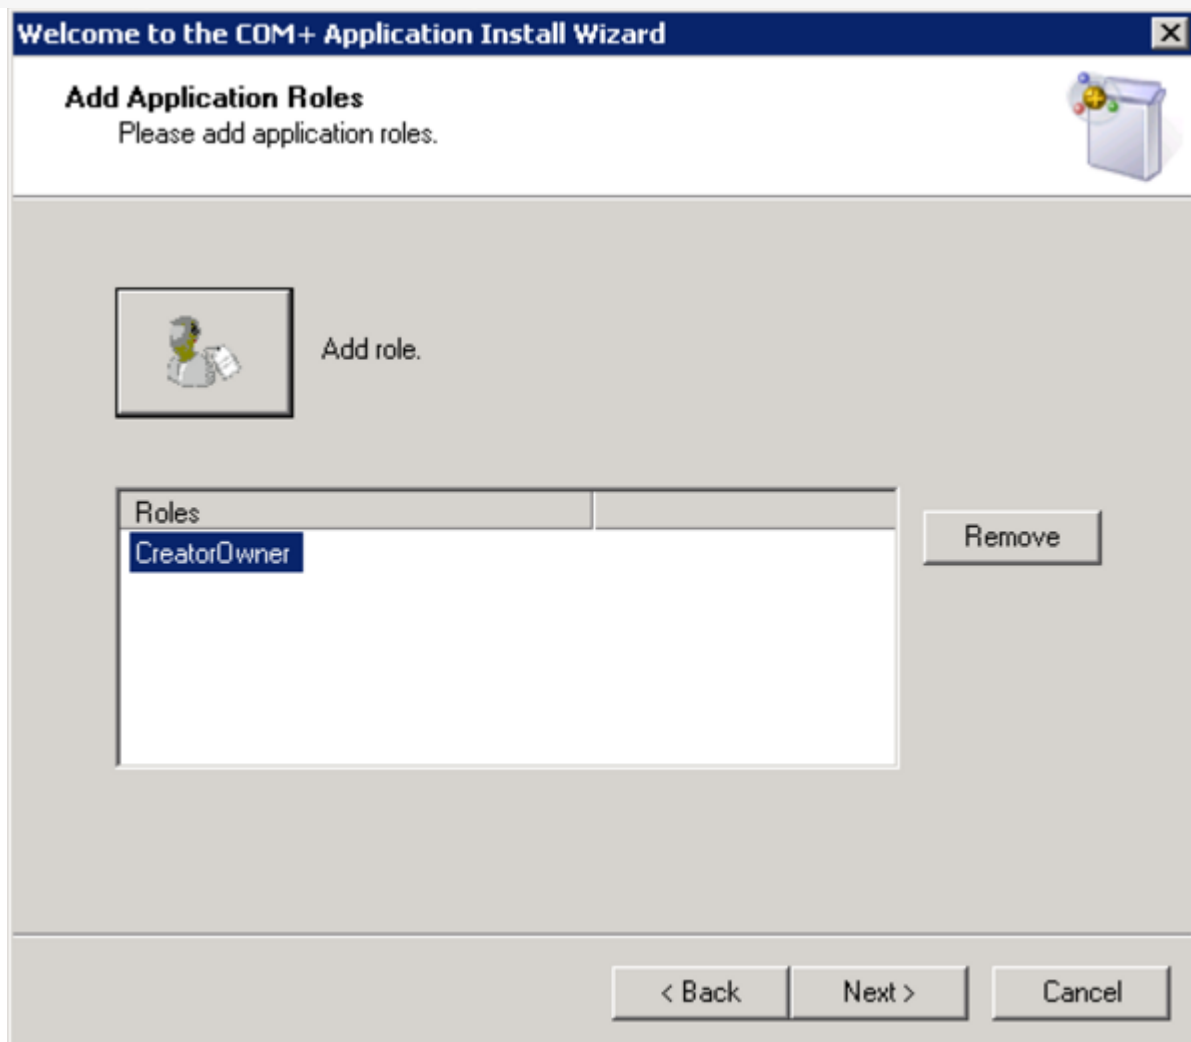 Welcome to the COM+ Application Install Wizard
Add Application Roles
Please add application roles.
Add role.
Roles
CreatorOwner
Remove
< Back
Next >
Cancel